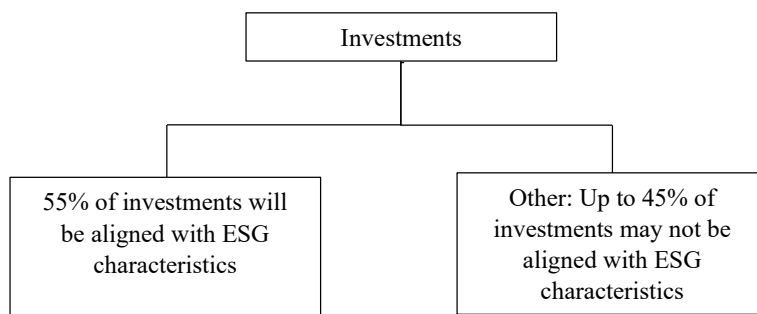 Investments
55% of investments will
be aligned with ESG
characteristics
Other: Up to 45% of
investments may not be
aligned with ESG
characteristics